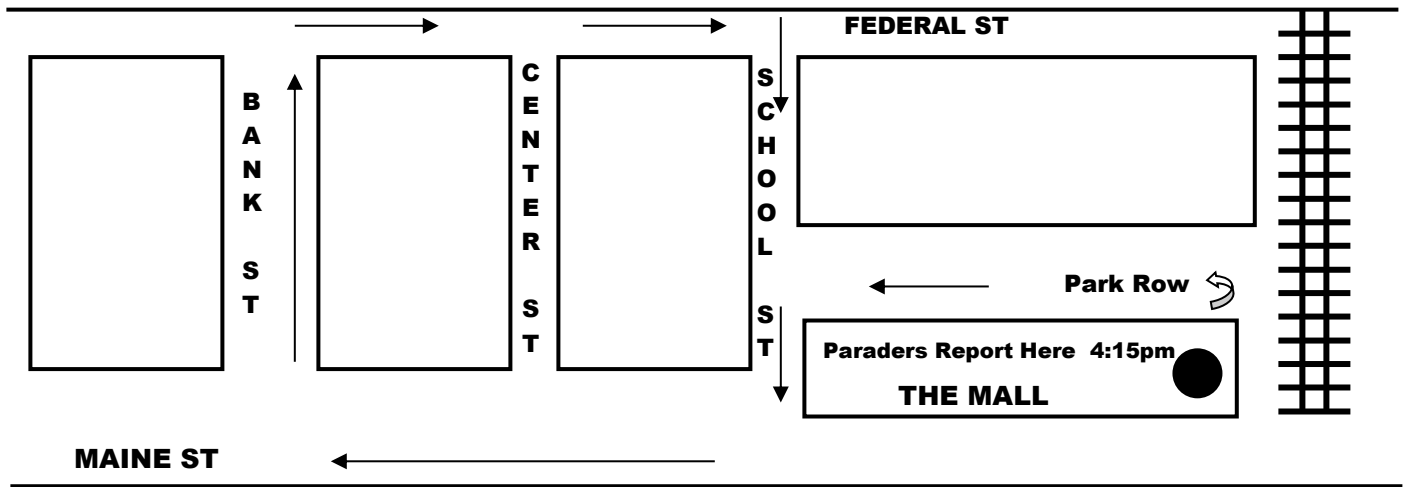 FEDERAL ST
BANK ST
CENTER ST
SCHOOL ST
Park Row
Paraders Report Here 4:15pm
THE MALL
MAINE ST